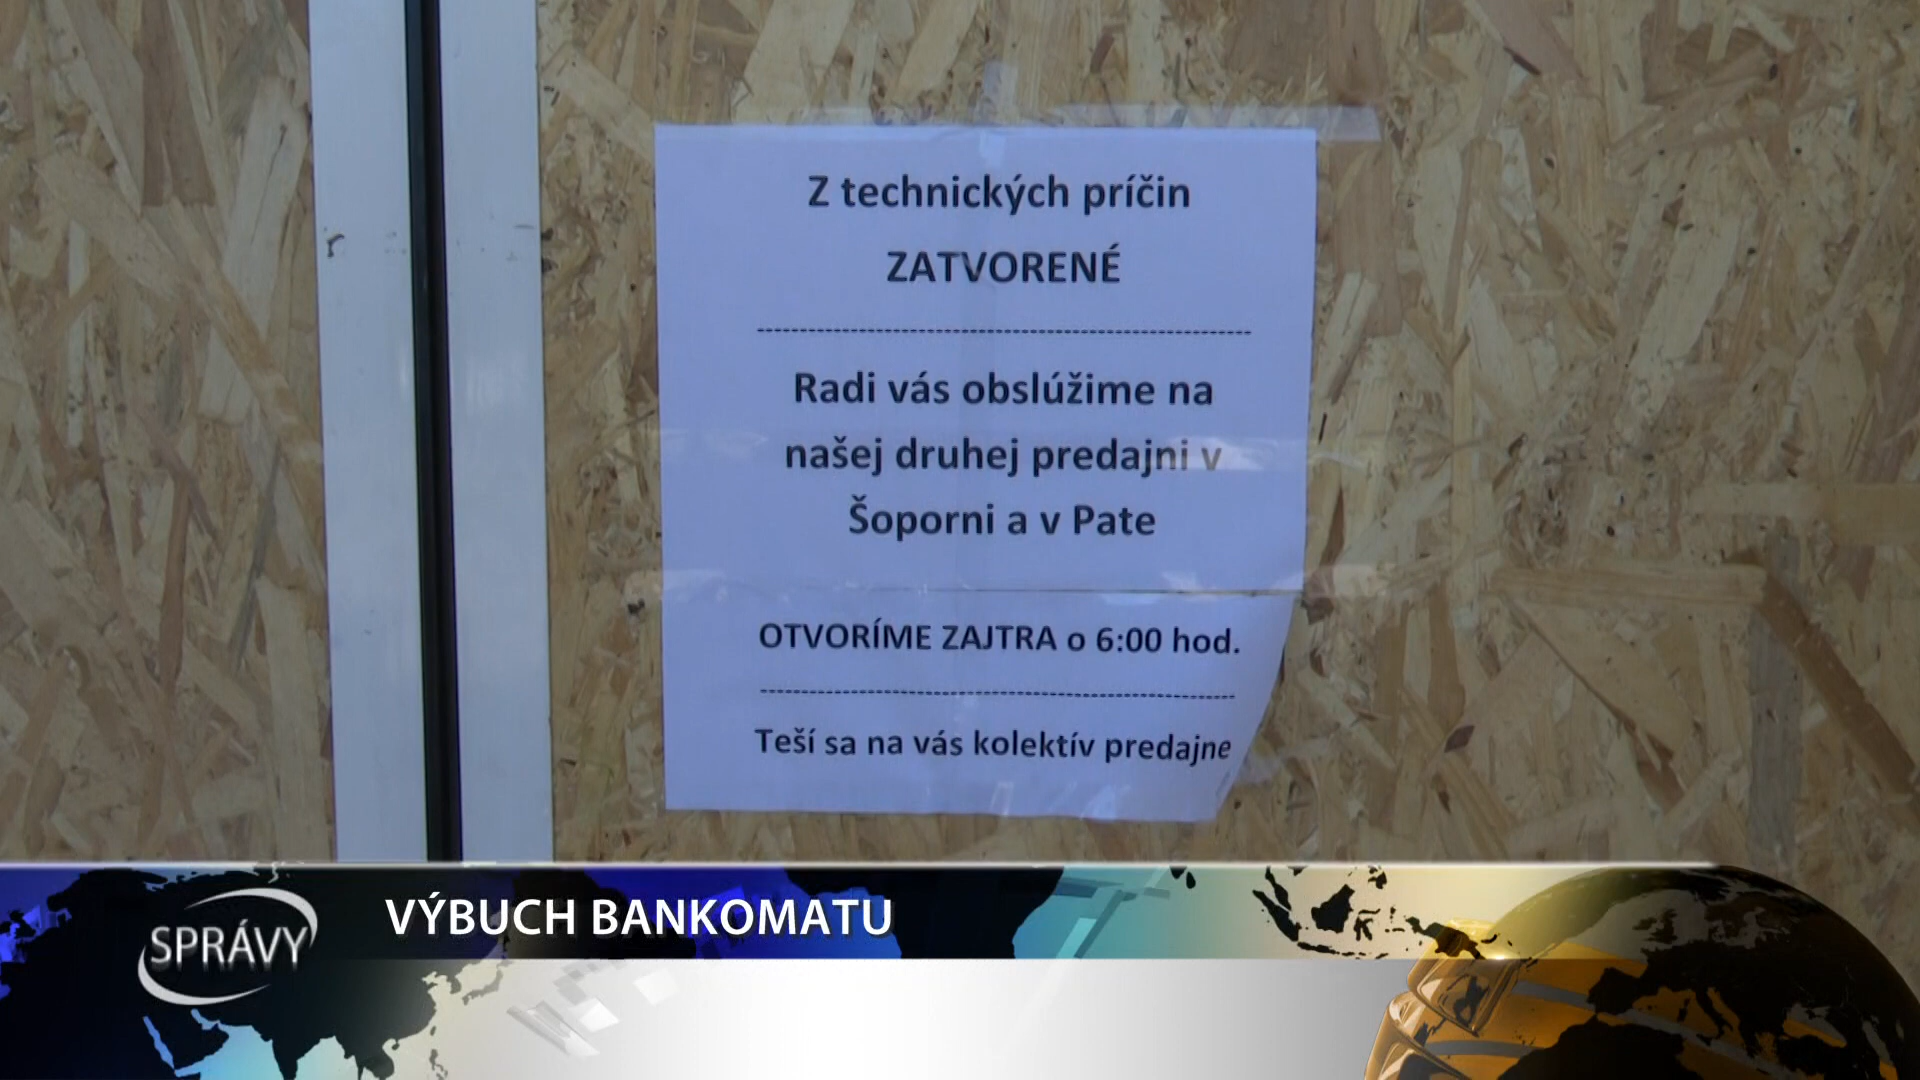 Z technických príčin
ZATVORENÉ
Radi vás obslúžime na
našej druhej predajni v
Šoporni a v Pate
OTVORÍME ZAJTRA o 6:00 hod.
Teší sa na vás kolektív predajne
SPRÁVY
VÝBUCH BANKOMATU